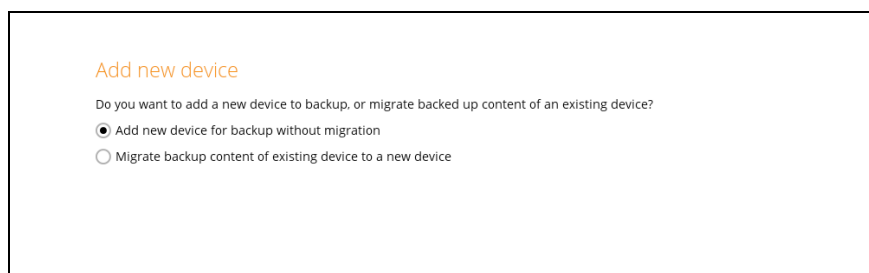 Add new device
Do you want to add a new device to backup, or migrate backed up content of an existing device?
Add new device for backup without migration
Migrate backup content of existing device to a new device